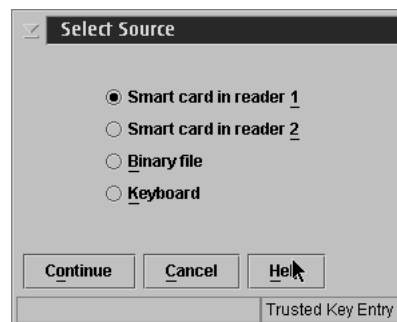 Select Source
Smart card in reader 1
Smart card in reader 2
Binary file
Keyboard
Continue Cancel Help
Trusted Key Entry